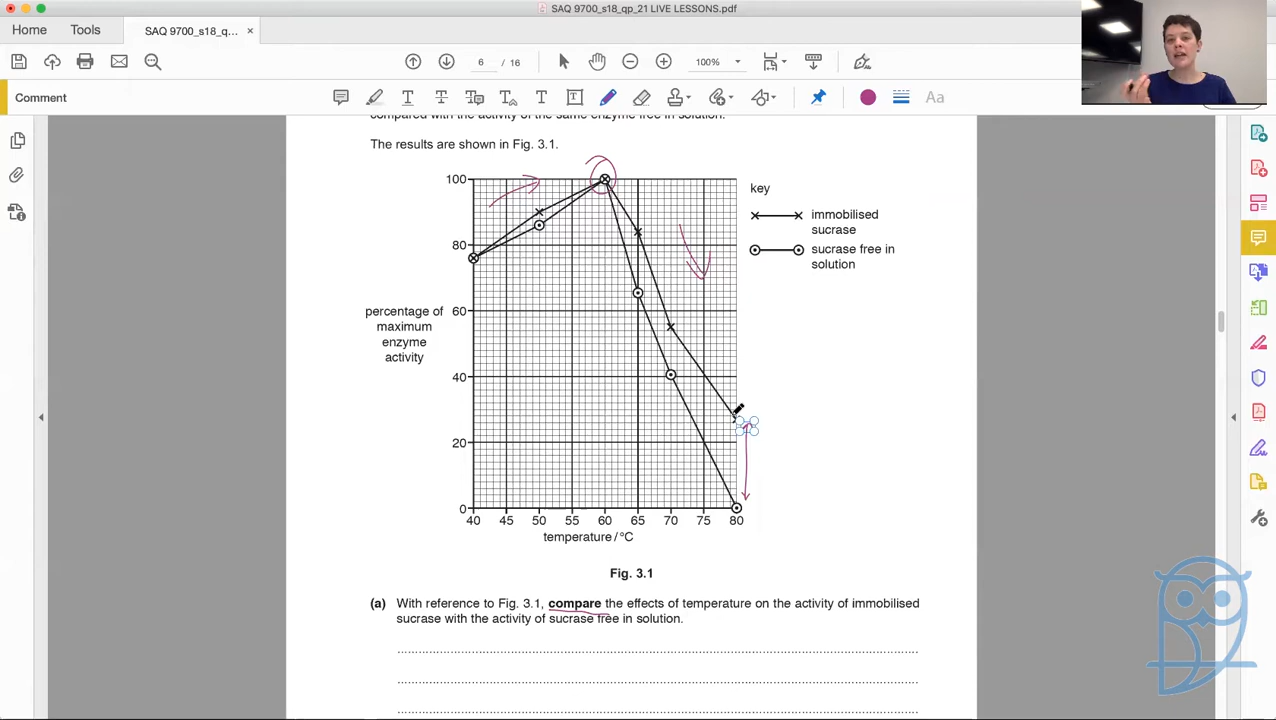 SAQ 9700_s18_qp_21 LIVE LESSONS.pdf
Home
Tools
SAQ 9700_s18_qp_... ×
6 / 16
100%
Comment
Aa
compared with the activity of the same enzyme free in solution.
The results are shown in Fig. 3.1.
key
immobilised
sucrase
sucrase free in
solution
percentage of
maximum
enzyme
activity
100
80
60
40
20
0
40 45 50 55 60 65 70 75 80
temperature / °C
Fig. 3.1
(a) With reference to Fig. 3.1, compare the effects of temperature on the activity of immobilised
sucrase with the activity of sucrase free in solution.